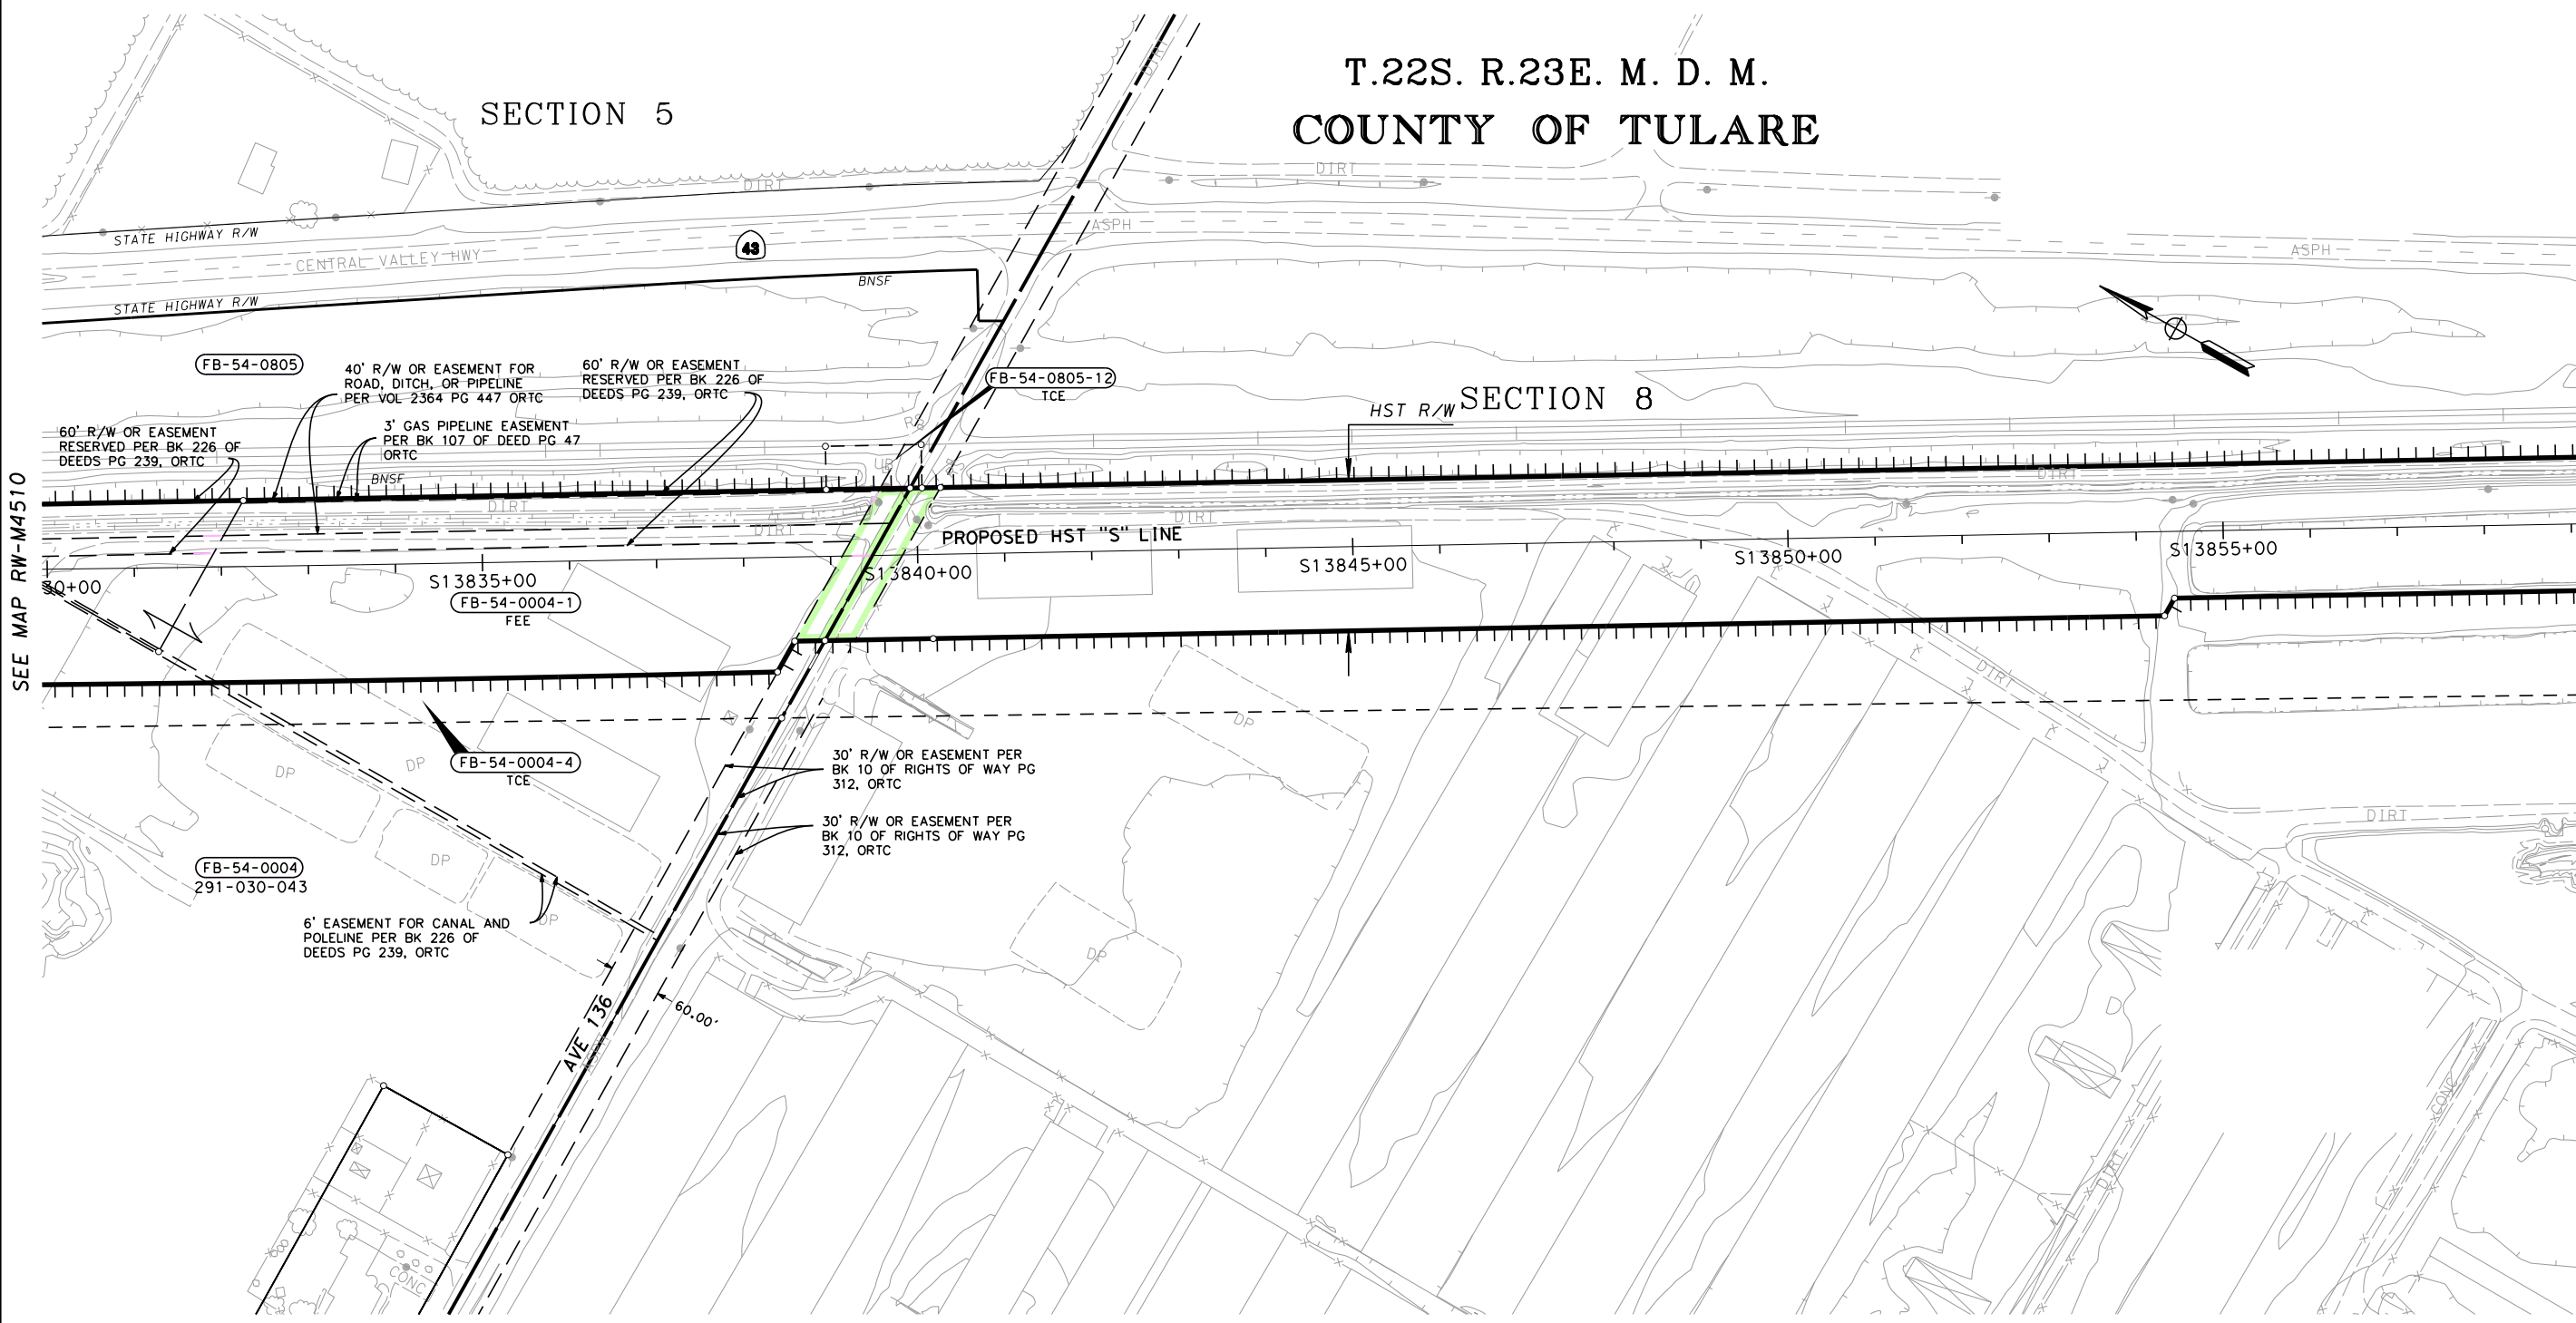 T.22S. R.23E. M. D. M.
COUNTY OF TULARE
SECTION 5
DIRT
DIRT
DIRT
STATE HIGHWAY R/W
CENTRAL VALLEY HWY
43
ASPH
ASPH
STATE HIGHWAY R/W
BNSF
FB-54-0805
40' R/W OR EASEMENT FOR
ROAD, DITCH, OR PIPELINE
PER VOL 2364 PG 447 ORTC
60' R/W OR EASEMENT
RESERVED PER BK 226 OF
DEEDS PG 239, ORTC
FB-54-0805-12
TCE
SECTION 8
HST R/W
60' R/W OR EASEMENT
RESERVED PER BK 226 OF
DEEDS PG 239, ORTC
3' GAS PIPELINE EASEMENT
PER BK 107 OF DEED PG 47
ORTC
BNSF
SEE MAP RW-M4510
DIRT
DIRT
DIRT
DIRT
PROPOSED HST "S" LINE
30+00
S13835+00
S13840+00
S13845+00
S13850+00
S13855+00
FB-54-0004-1
FEE
DIRT
DP
DP
DP
FB-54-0004-4
TCE
30' R/W OR EASEMENT PER
BK 10 OF RIGHTS OF WAY PG
312, ORTC
30' R/W OR EASEMENT PER
BK 10 OF RIGHTS OF WAY PG
312, ORTC
DIRT
DP
FB-54-0004
291-030-043
6' EASEMENT FOR CANAL AND
POLELINE PER BK 226 OF
DEEDS PG 239, ORTC
DP
DP
AVE 136
60.00'
D
CONC
DIRT
CONC